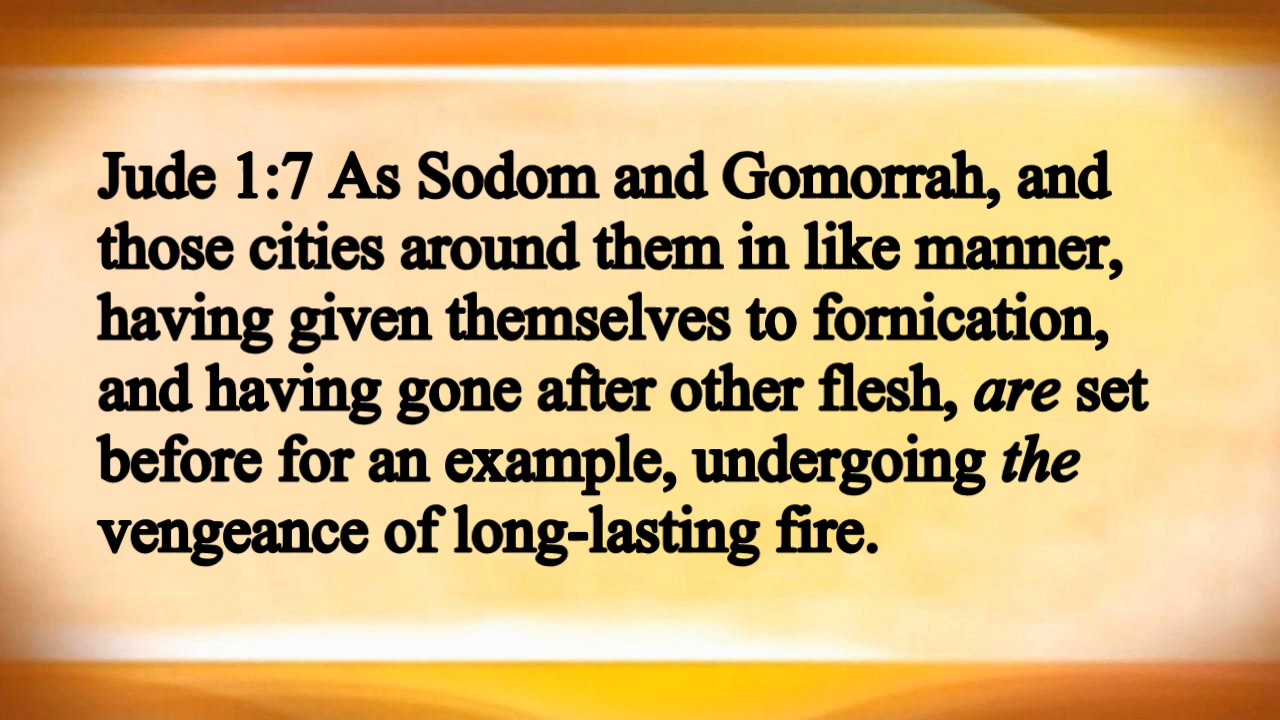 Jude 1:7 As Sodom and Gomorrah, and
those cities around them in like manner,
having given themselves to fornication,
and having gone after other flesh, are set
before for an example, undergoing the
vengeance of long-lasting fire.